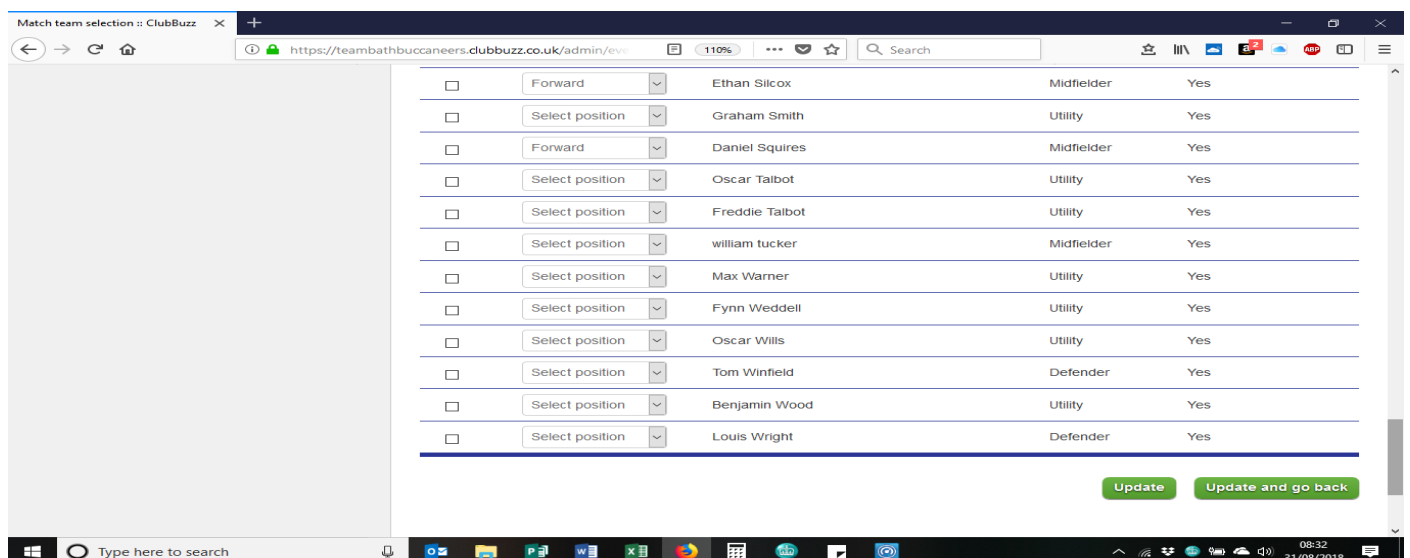 Match team selection :: ClubBuzz
https://teambathbuccaneers.clubbuzz.co.uk/admin/eve 110% Search
Forward Ethan Silcox Midfielder Yes
Select position Graham Smith Utility Yes
Forward Daniel Squires Midfielder Yes
Select position Oscar Talbot Utility Yes
Select position Freddie Talbot Utility Yes
Select position william tucker Midfielder Yes
Select position Max Warner Utility Yes
Select position Fynn Weddell Utility Yes
Select position Oscar Wills Utility Yes
Select position Tom Winfield Defender Yes
Select position Benjamin Wood Utility Yes
Select position Louis Wright Defender Yes
Update Update and go back
Type here to search
08:32
31/08/2018